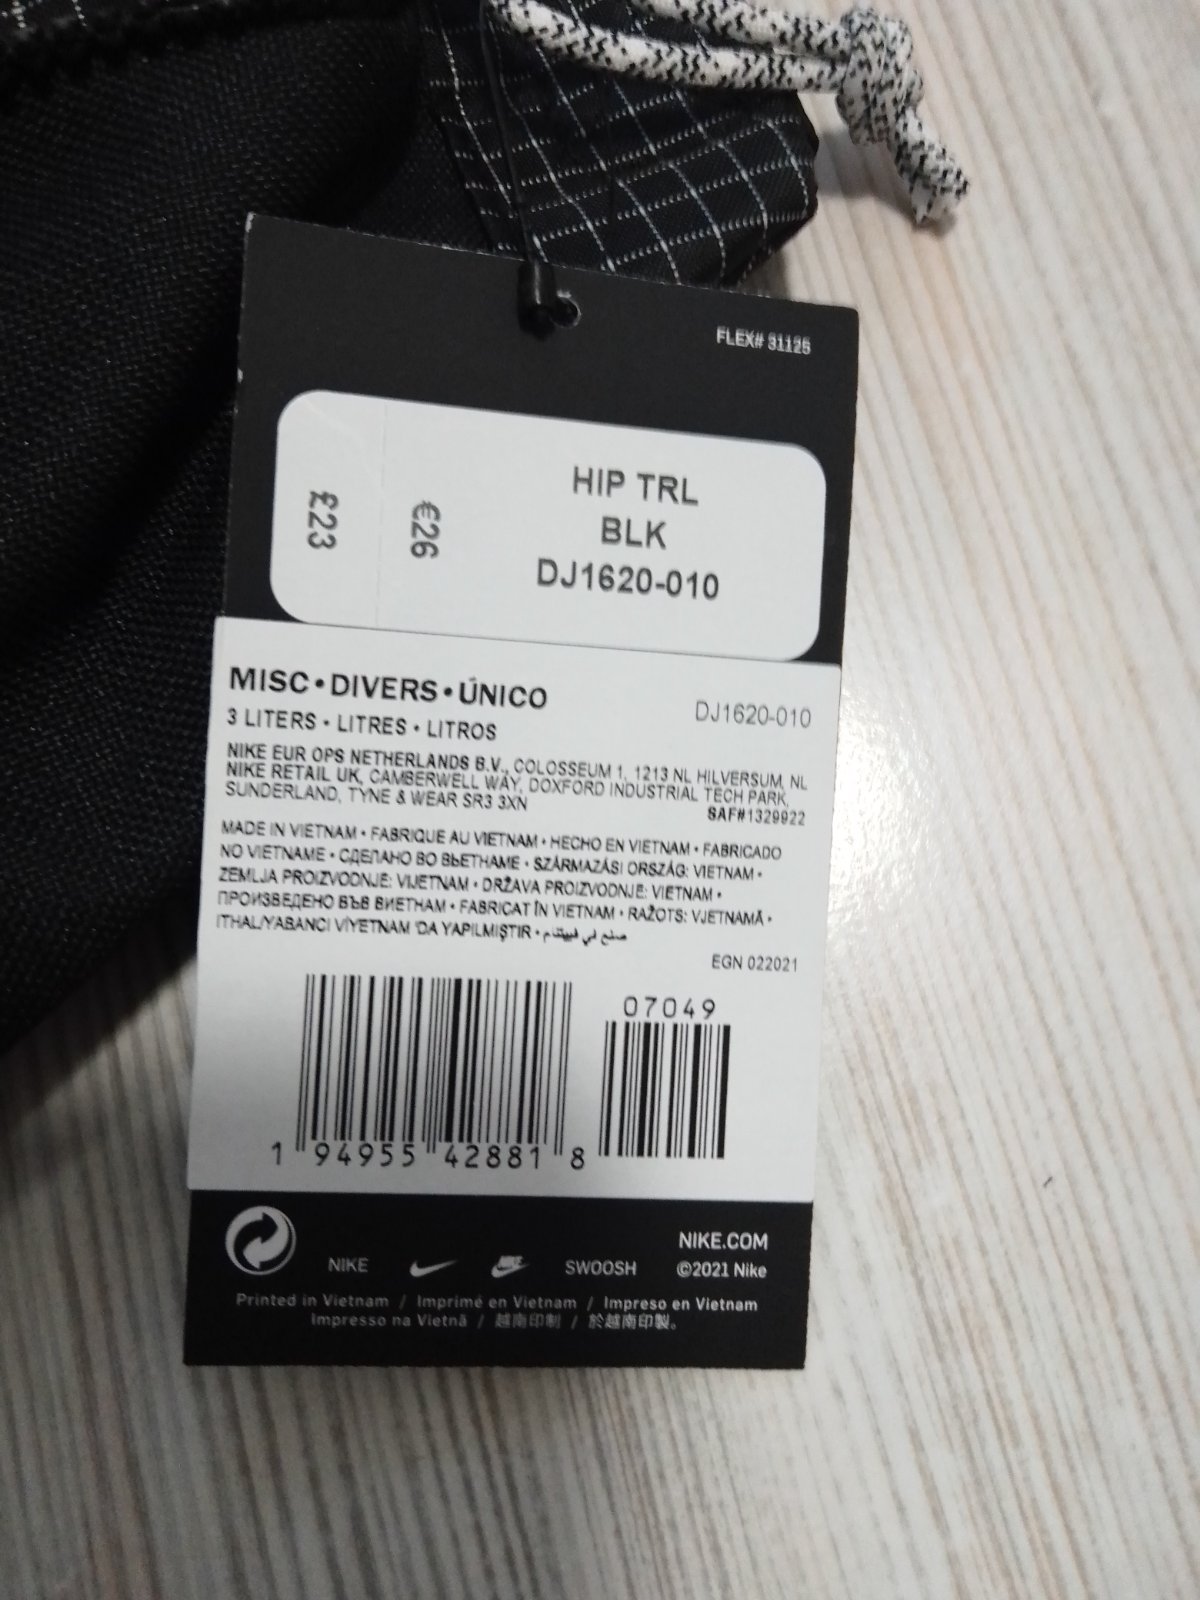 FLEX# 31125
HIP TRL
BLK
DJ1620-010
€26
£23
MISC•DIVERS•ÚNICO
DJ1620-010
3 LITERS • LITRES • LITROS
NIKE EUR OPS NETHERLANDS B.V., COLOSSEUM 1, 1213 NL HILVERSUM, NL
NIKE RETAIL UK, CAMBERWELL WAY, DOXFORD INDUSTRIAL TECH PARK,
SUNDERLAND, TYNE & WEAR SR3 3XN
SAF#1329922
MADE IN VIETNAM • FABRIQUE AU VIETNAM • HECHO EN VIETNAM • FABRICADO
NO VIETNAME • СДЕЛАНО ВО ВЬЕТНАМЕ • SZÁRMAZÁSI ORSZÁG: VIETNAM •
ZEMLJA PROIZVODNJE: VIJETNAM • DRŽAVA PROIZVODNJE: VIETNAM •
ПРОИЗВЕДЕНО ВЪВ ВИЕТНАМ • FABRICAT ÎN VIETNAM • RAŽOTS: VJETNAMĀ •
ITHAL/YABANCI VİYETNAM 'DA YAPILMIŞTIR • صنع في فييتنام
EGN 022021
07049
1 94955 42881 8
NIKE SWOOSH
NIKE.COM
©2021 Nike
Printed in Vietnam / Imprimé en Vietnam / Impreso en Vietnam
Impresso na Vietnã / 越南印制 / 於越南印製。